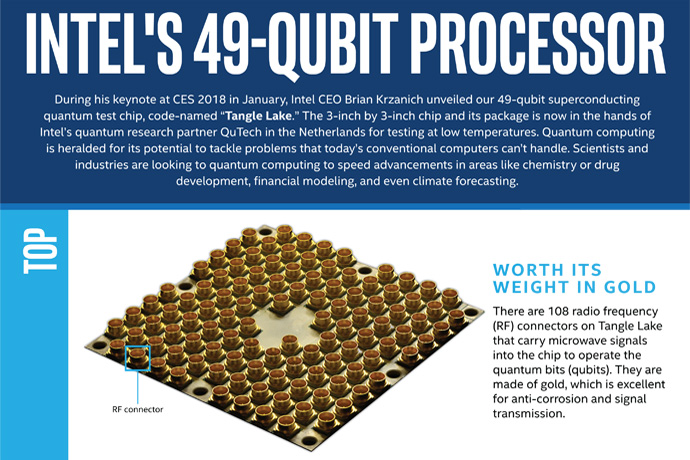 INTEL'S 49-QUBIT PROCESSOR
During his keynote at CES 2018 in January, Intel CEO Brian Krzanich unveiled our 49-qubit superconducting
quantum test chip, code-named “Tangle Lake.” The 3-inch by 3-inch chip and its package is now in the hands of
Intel's quantum research partner QuTech in the Netherlands for testing at low temperatures. Quantum computing
is heralded for its potential to tackle problems that today's conventional computers can't handle. Scientists and
industries are looking to quantum computing to speed advancements in areas like chemistry or drug
development, financial modeling, and even climate forecasting.
TOP
RF connector
WORTH ITS
WEIGHT IN GOLD
There are 108 radio frequency
(RF) connectors on Tangle Lake
that carry microwave signals
into the chip to operate the
quantum bits (qubits). They are
made of gold, which is excellent
for anti-corrosion and signal
transmission.